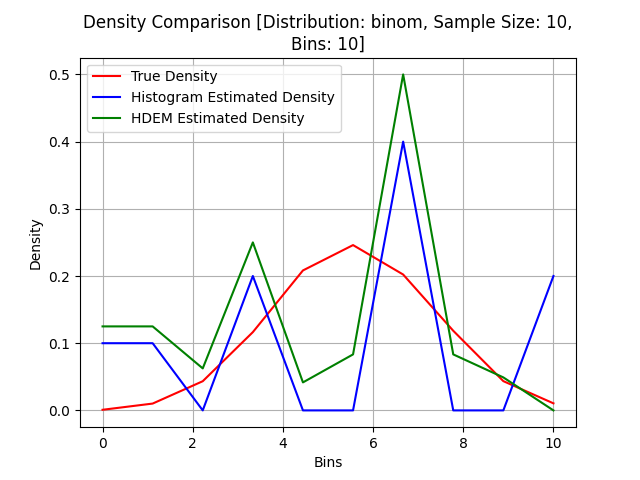 Density Comparison [Distribution: binom, Sample Size: 10,
Bins: 10]
True Density
Histogram Estimated Density
HDEM Estimated Density
Density
0.5
0.4
0.3
0.2
0.1
0.0
0 2 4 6 8 10
Bins